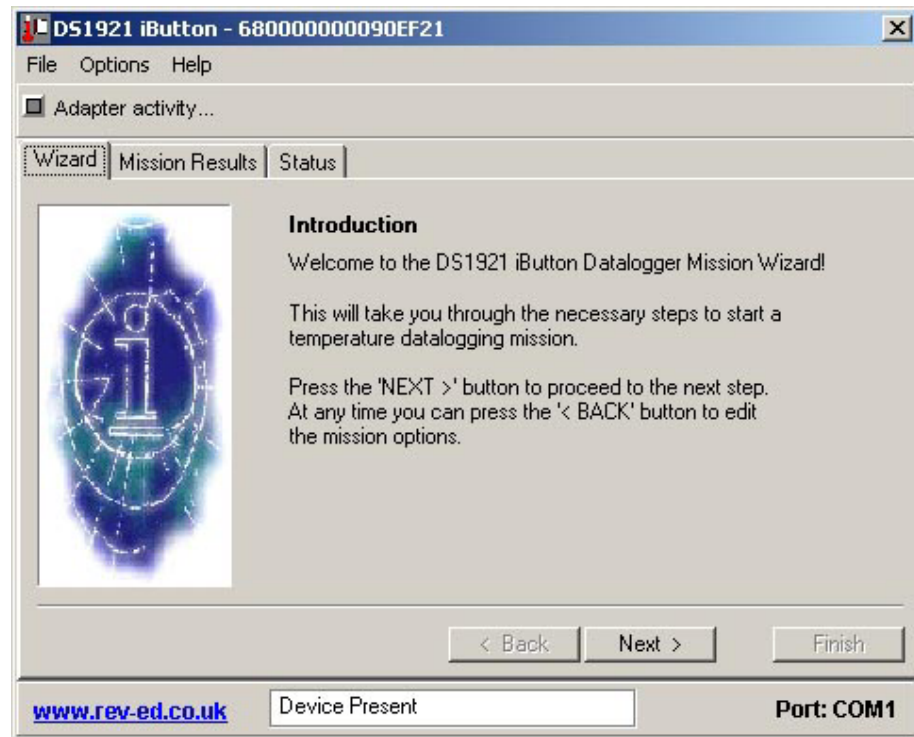 DS1921 iButton - 680000000090EF21
File Options Help
Adapter activity...
Wizard Mission Results Status
Introduction
Welcome to the DS1921 iButton Datalogger Mission Wizard!
This will take you through the necessary steps to start a
temperature datalogging mission.
Press the 'NEXT >' button to proceed to the next step.
At any time you can press the '< BACK' button to edit
the mission options.
< Back Next > Finish
www.rev-ed.co.uk Device Present Port: COM1